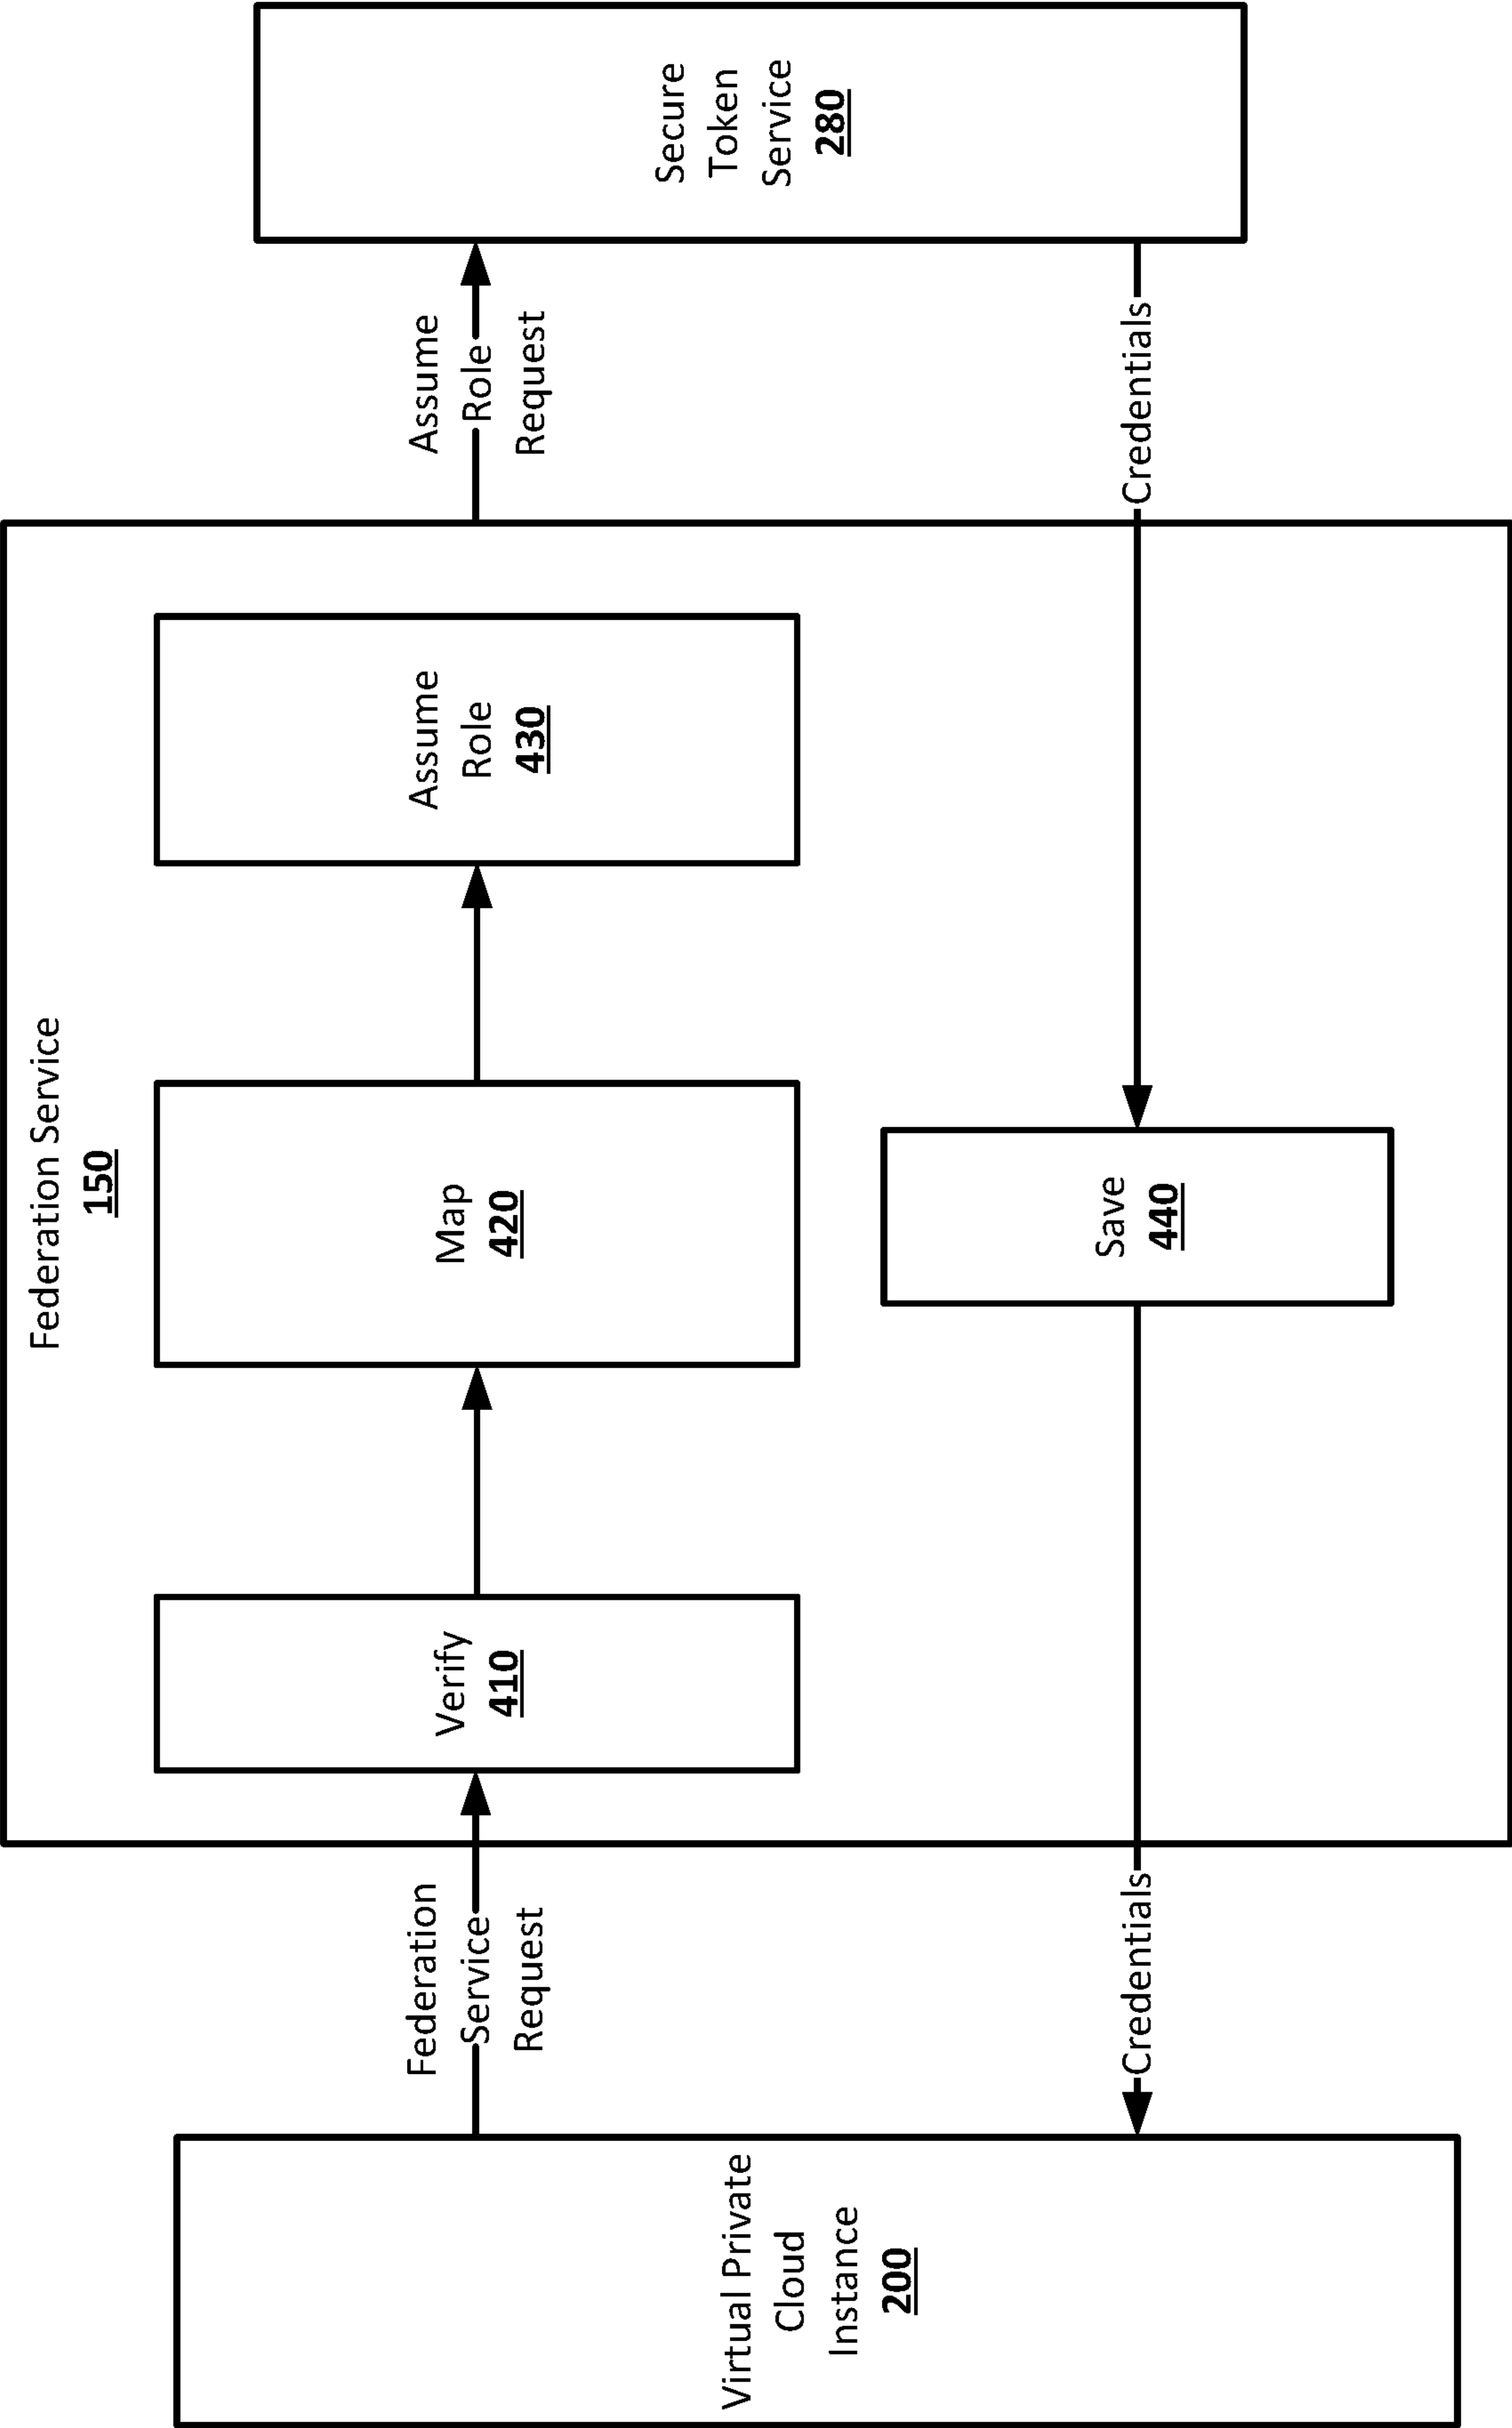 Federation Service
150
Virtual Private
Cloud
Instance
200
Federation
Service
Request
Verify
410
Map
420
Assume
Role
430
Assume
Role
Request
Secure
Token
Service
280
Credentials
Save
440
Credentials